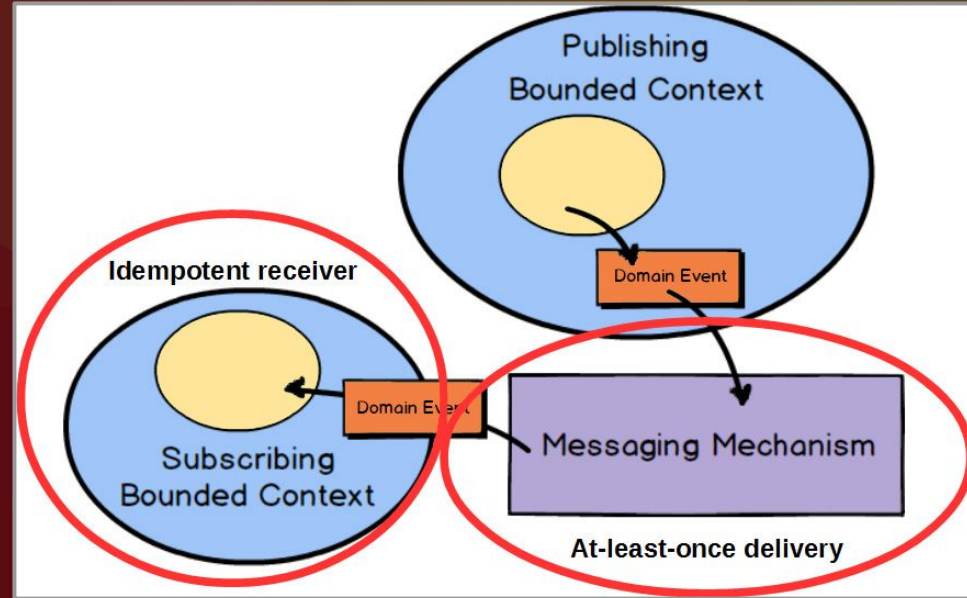 Publishing
Bounded Context
Domain Event
Idempotent receiver
Domain Event
Subscribing
Bounded Context
Messaging Mechanism
At-least-once delivery